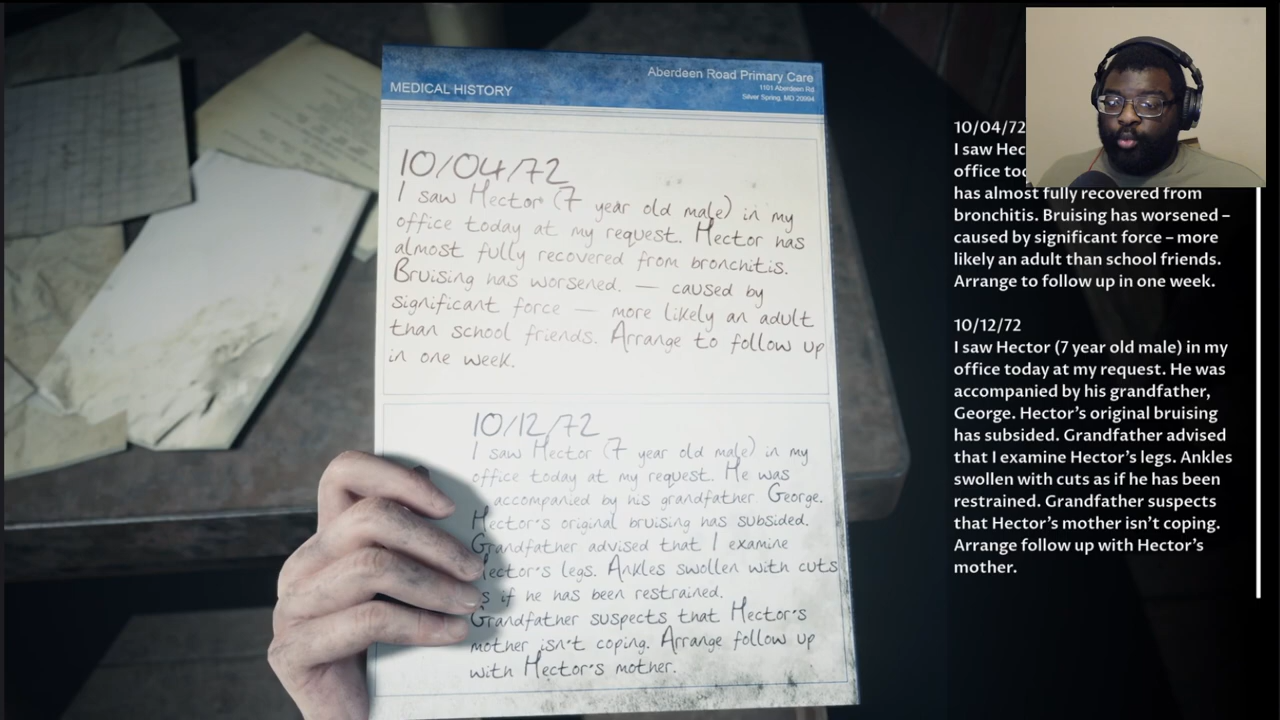 MEDICAL HISTORY
Aberdeen Road Primary Care
1101 Aberdeen Rd
Silver Spring, MD 20994
10/04/72
I saw Hector (7 year old male) in my
office today at my request. Hector has
almost fully recovered from bronchitis.
Bruising has worsened. — caused by
significant force — more likely an adult
than school friends. Arrange to follow up
in one week.
10/12/72
I saw Hector (7 year old male) in my
office today at my request. He was
accompanied by his grandfather George.
Hector's original bruising has subsided.
Grandfather advised that I examine
Hector's legs. Ankles swollen with cuts
as if he has been restrained.
Grandfather suspects that Hector's
mother isn't coping. Arrange follow up
with Hector's mother.
10/04/72
I saw Hec
office
has almost fully recovered from
bronchitis. Bruising has worsened –
caused by significant force – more
likely an adult than school friends.
Arrange to follow up in one week.
10/12/72
I saw Hector (7 year old male) in my
office today at my request. He was
accompanied by his grandfather,
George. Hector's original bruising
has subsided. Grandfather advised
that I examine Hector's legs. Ankles
swollen with cuts as if he has been
restrained. Grandfather suspects
that Hector's mother isn't coping.
Arrange follow up with Hector's
mother.